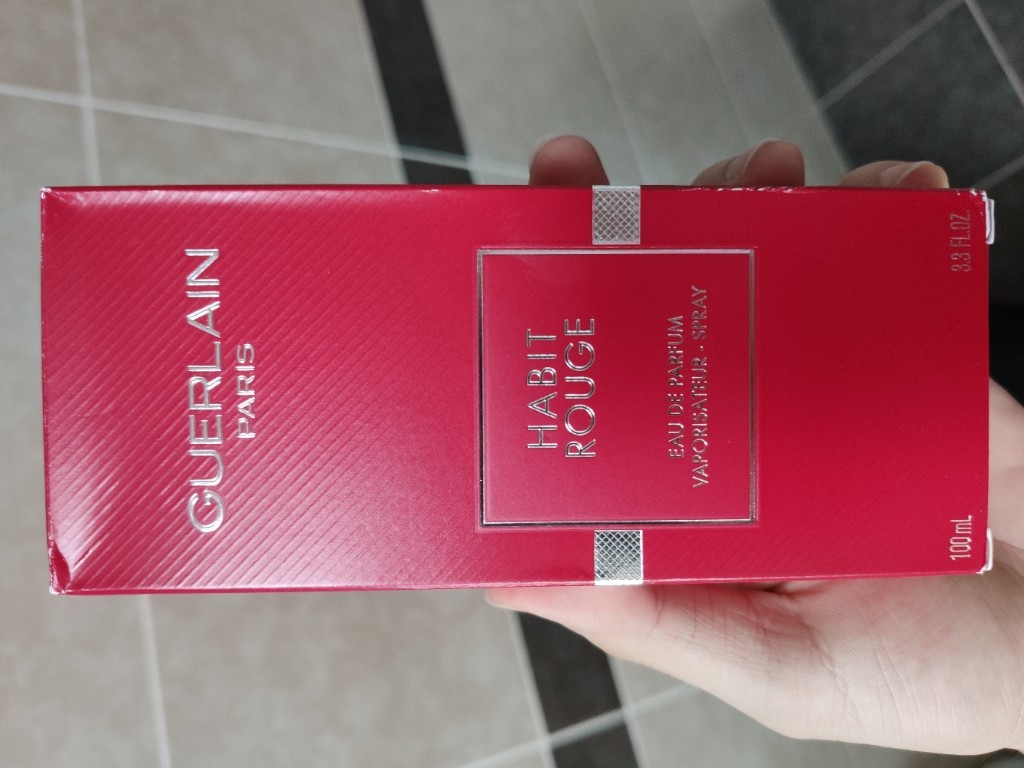 GUERLAIN
PARIS
HABIT
ROUGE
EAU DE PARFUM
VAPORISATEUR · SPRAY
100 mL 3.3 FL.OZ.